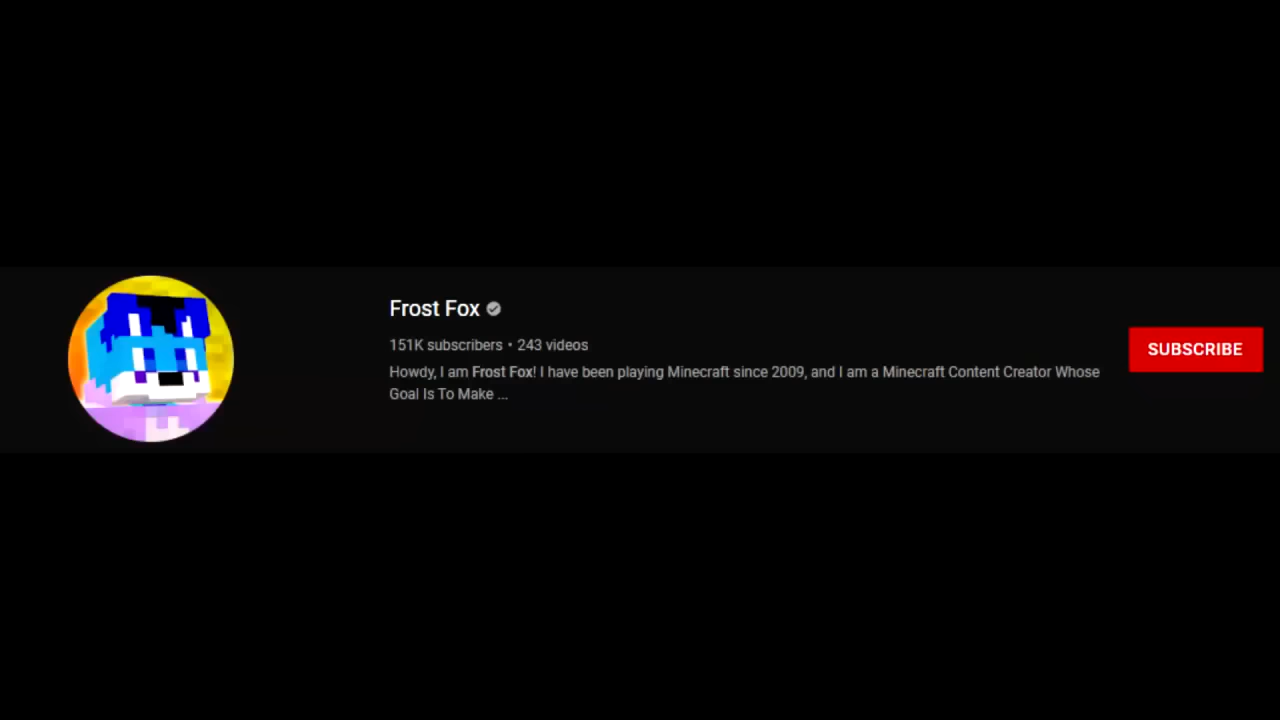 Frost Fox
151K subscribers • 243 videos
Howdy, I am Frost Fox! I have been playing Minecraft since 2009, and I am a Minecraft Content Creator Whose
Goal Is To Make ...
SUBSCRIBE